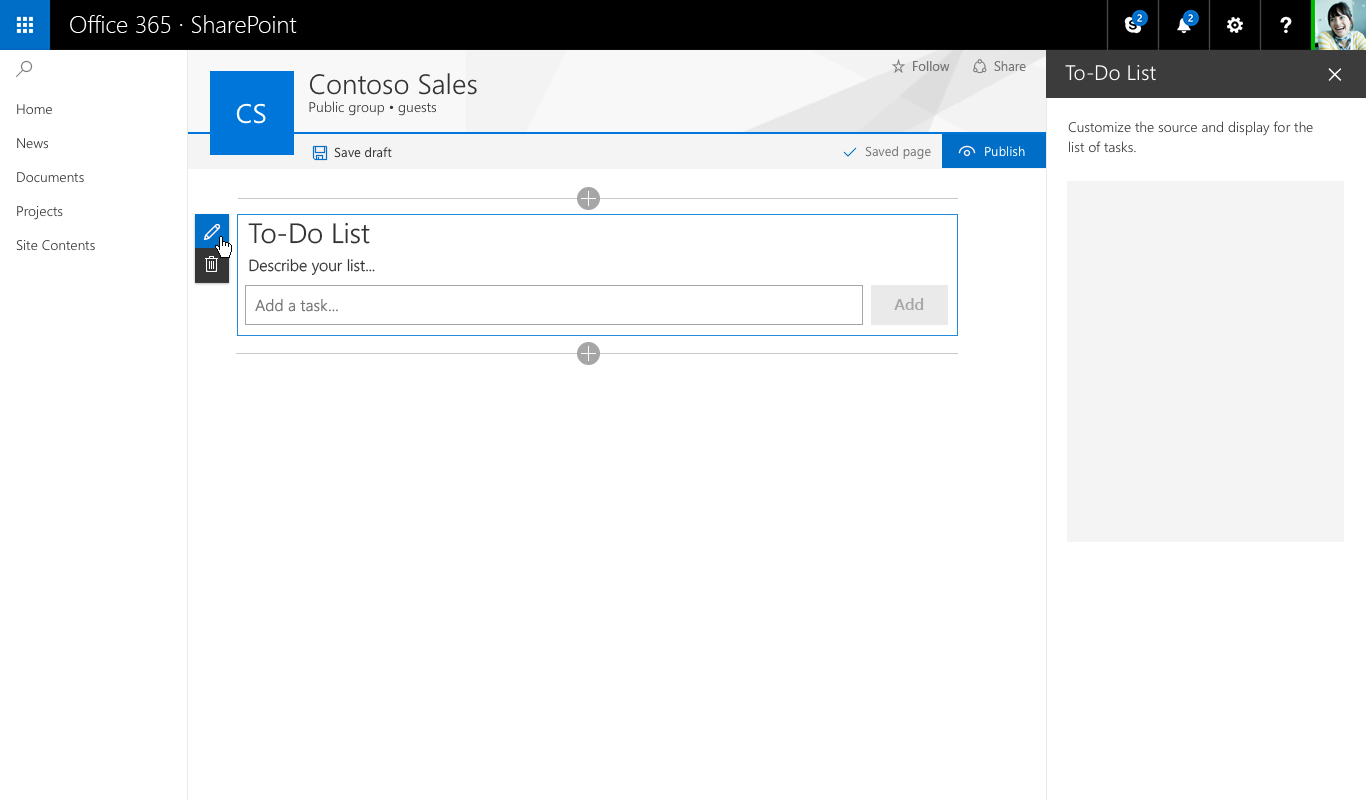 Office 365 · SharePoint
2
2
?
Home
News
Documents
Projects
Site Contents
CS
Contoso Sales
Public group • guests
Follow
Share
Save draft
Saved page
Publish
To-Do List
Describe your list...
Add a task...
Add
To-Do List
Customize the source and display for the
list of tasks.